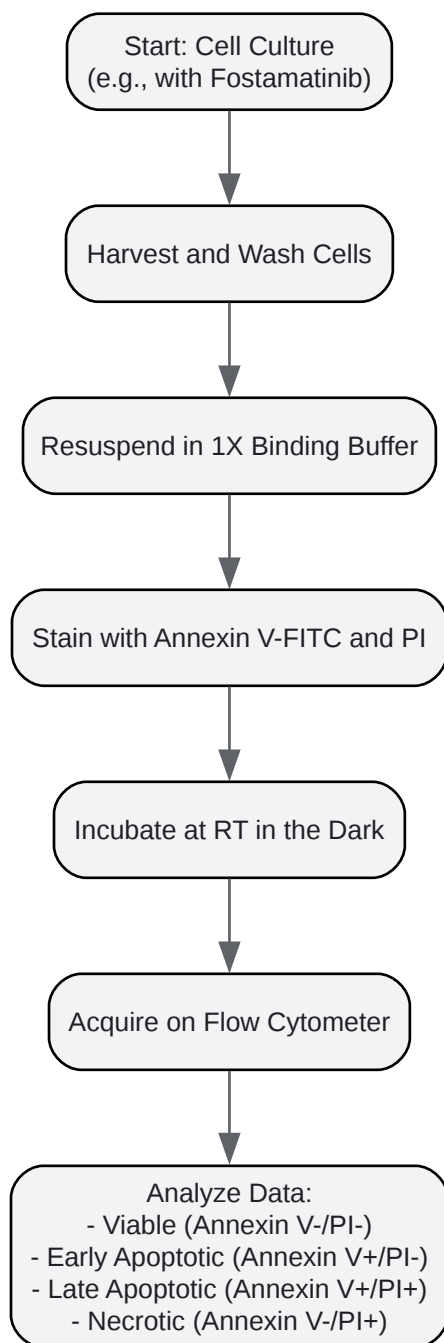 Start: Cell Culture
(e.g., with Fostamatinib)
Harvest and Wash Cells
Resuspend in 1X Binding Buffer
Stain with Annexin V-FITC and PI
Incubate at RT in the Dark
Acquire on Flow Cytometer
Analyze Data:
- Viable (Annexin V-/PI-)
- Early Apoptotic (Annexin V+/PI-)
- Late Apoptotic (Annexin V+/PI+)
- Necrotic (Annexin V-/PI+)